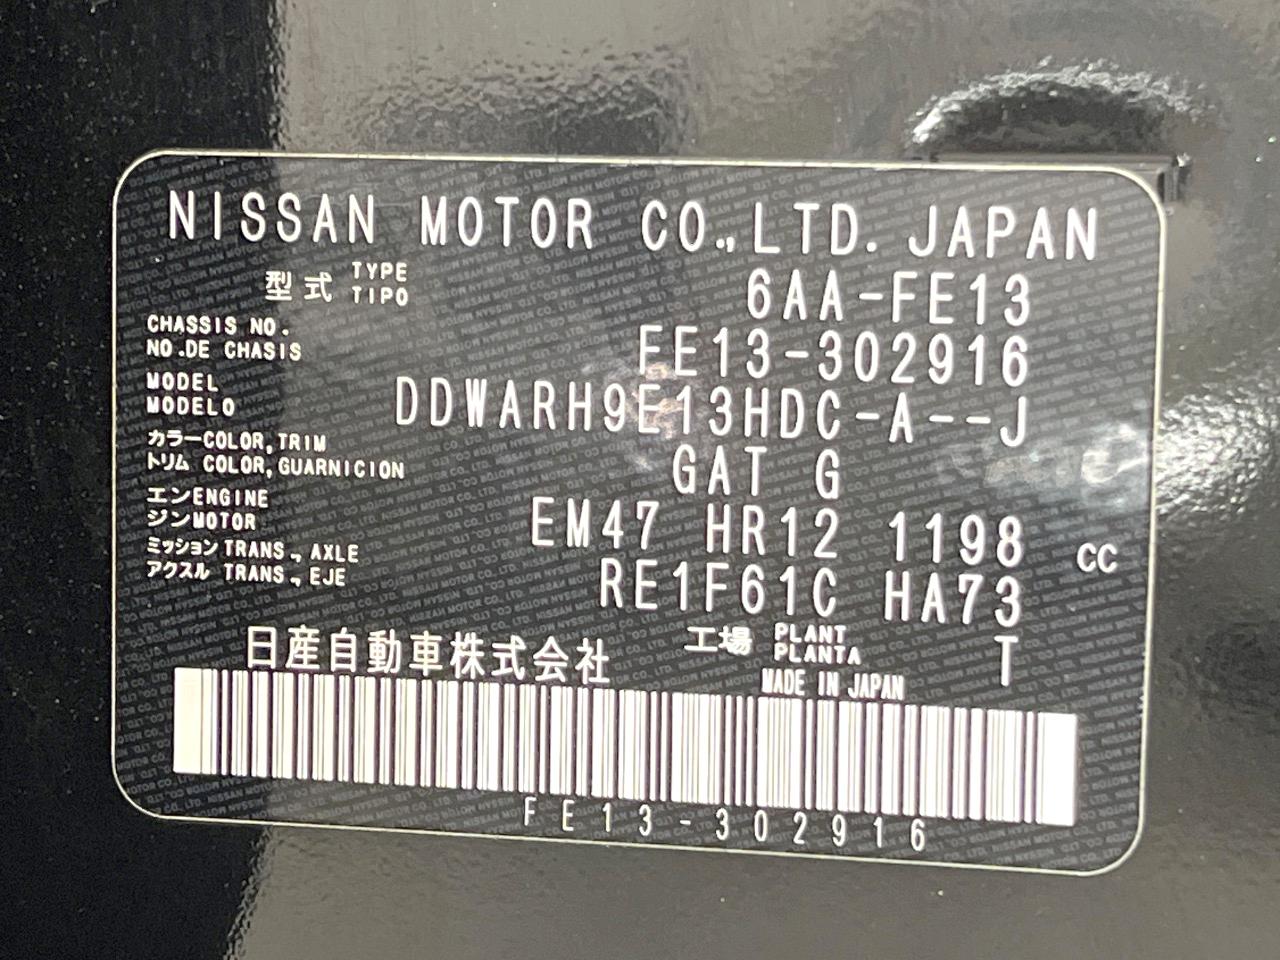 NISSAN MOTOR CO.,LTD. JAPAN
型式 TYPE TIPO 6AA-FE13
CHASSIS NO.
NO.DE CHASIS FE13-302916
MODEL
MODELO DDWARH9E13HDC-A--J
カラーCOLOR,TRIM
トリム COLOR,GUARNICION GAT G
エンENGINE
ジンMOTOR EM47 HR12 1198 cc
ミッション TRANS., AXLE
アクスル TRANS., EJE RE1F61C HA73
日産自動車株式会社 工場 PLANT PLANTA T
MADE IN JAPAN
FE13-302916